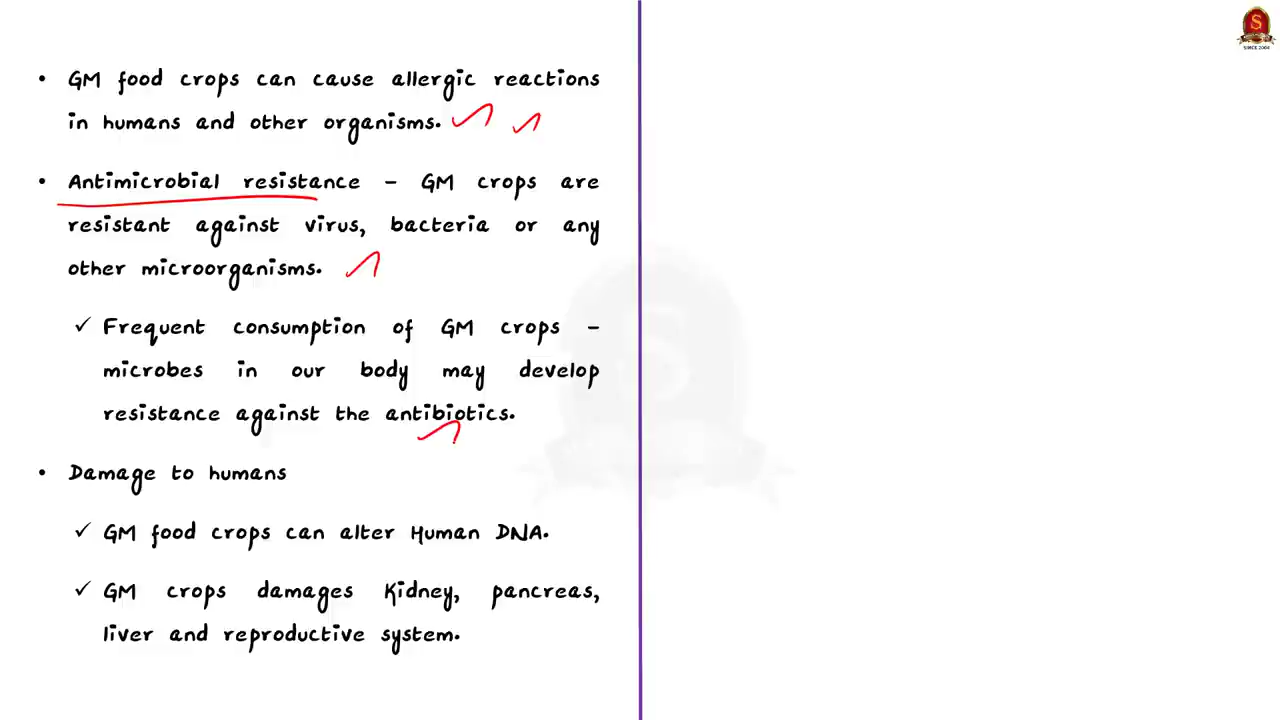 • GM food crops can cause allergic reactions
in humans and other organisms.
• Antimicrobial resistance – GM crops are
resistant against virus, bacteria or any
other microorganisms.
✓ Frequent consumption of GM crops –
microbes in our body may develop
resistance against the antibiotics.
• Damage to humans
✓ GM food crops can alter Human DNA.
✓ GM crops damages Kidney, pancreas,
liver and reproductive system.
S
SINCE 2004